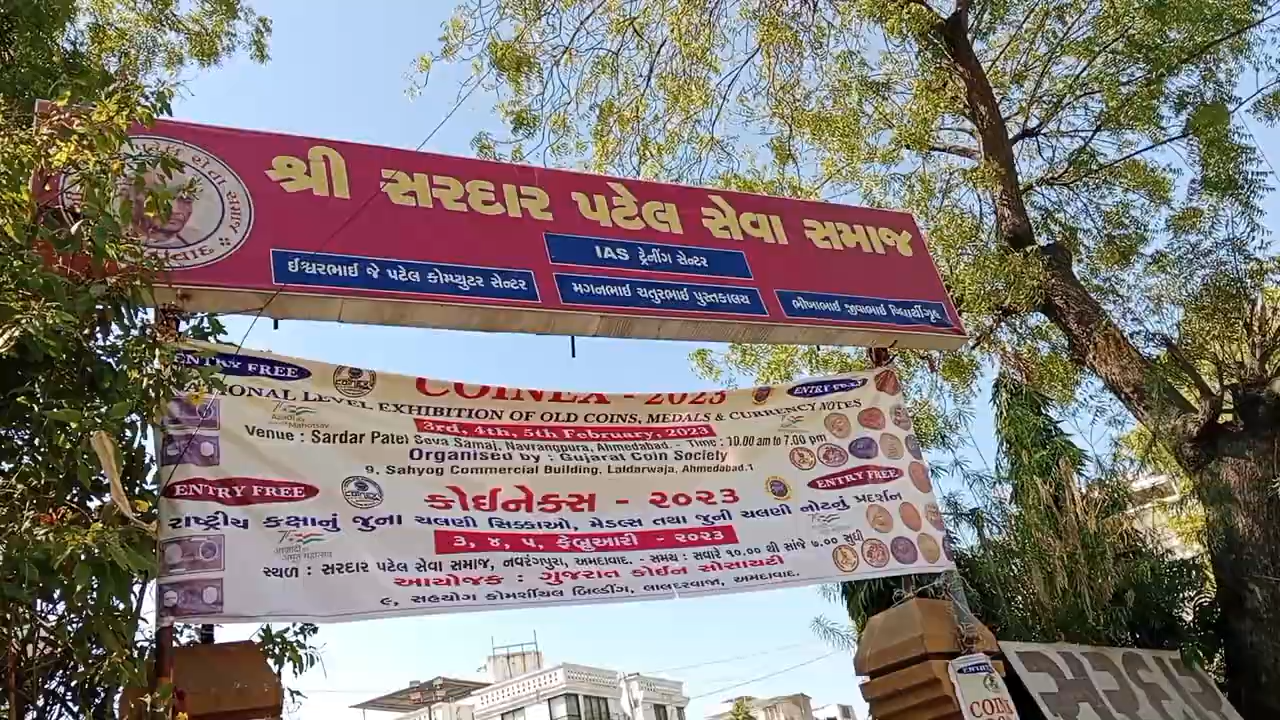 શ્રી સરદાર પટેલ સેવા સમાજ
IAS ટ્રેનીંગ સેન્ટર
ઈશ્વરભાઈ જે પટેલ કોમ્પ્યુટર સેન્ટર
મગનભાઈ ચતુરભાઈ પુસ્તકાલય
ભીખાભાઈ જીવાભાઈ વિદ્યાર્થીગૃહ
ENTRY FREE
COINEX - 2023
ENTRY FREE
NATIONAL LEVEL EXHIBITION OF OLD COINS, MEDALS & CURRENCY NOTES
3rd, 4th, 5th February, 2023
Venue : Sardar Patel Seva Samaj, Navrangpura, Ahmedabad. - Time : 10.00 am to 7.00 pm
Organised by : Gujarat Coin Society
9, Sahyog Commercial Building, Laldarwaja, Ahmedabad.1
ENTRY FREE
COINEX
કોઈનેક્સ - ૨૦૨૩
ENTRY FREE
રાષ્ટ્રીય કક્ષાનું જુના ચલણી સિક્કાઓ, મેડલ્સ તથા જુની ચલણી નોટનું પ્રદર્શન
૩, ૪, ૫, ફેબ્રુઆરી - ૨૦૨૩
સ્થળ : સરદાર પટેલ સેવા સમાજ, નવરંગપુરા, અમદાવાદ. - સમય : સવારે ૧૦.૦૦ થી સાંજે ૭.૦૦ સુધી
આયોજક : ગુજરાત કોઈન સોસાયટી
૯, સહયોગ કોમર્શીયલ બિલ્ડીંગ, લાલદરવાજા, અમદાવાદ.
સરદાર